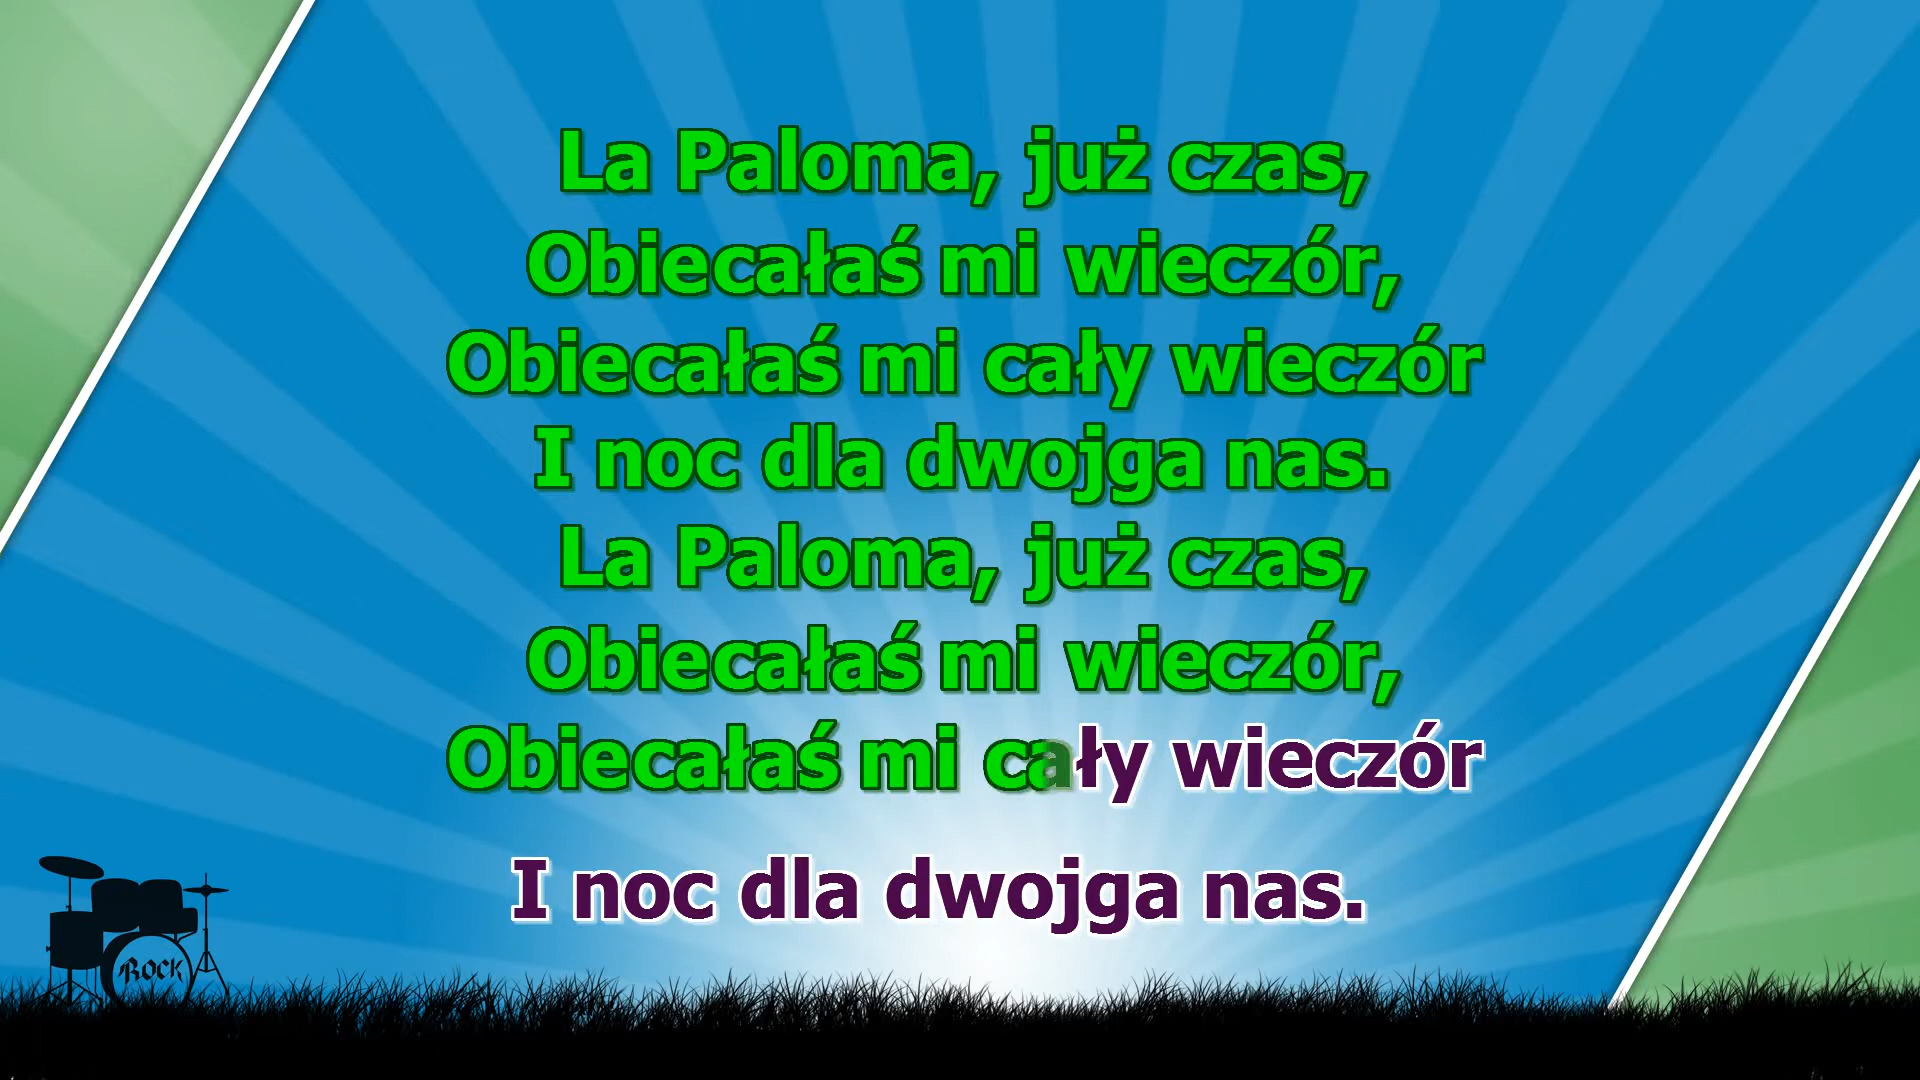 La Paloma, już czas,
Obiecałaś mi wieczór,
Obiecałaś mi cały wieczór
I noc dla dwojga nas.
La Paloma, już czas,
Obiecałaś mi wieczór,
Obiecałaś mi cały wieczór
I noc dla dwojga nas.
ROCK